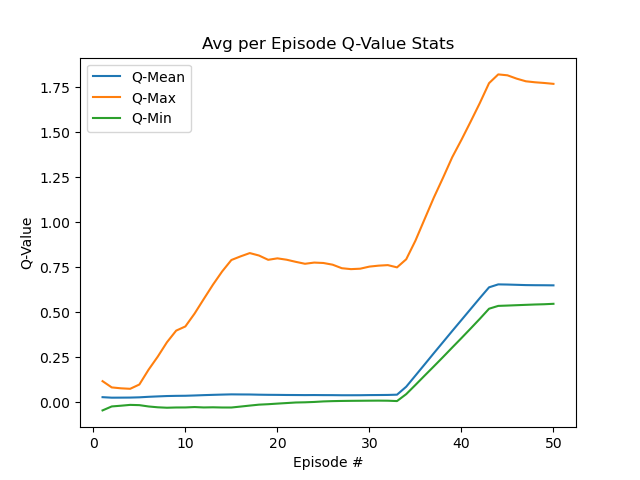 Avg per Episode Q-Value Stats
Q-Mean
Q-Max
Q-Min
1.75
1.50
1.25
1.00
0.75
0.50
0.25
0.00
Q-Value
0 10 20 30 40 50
Episode #